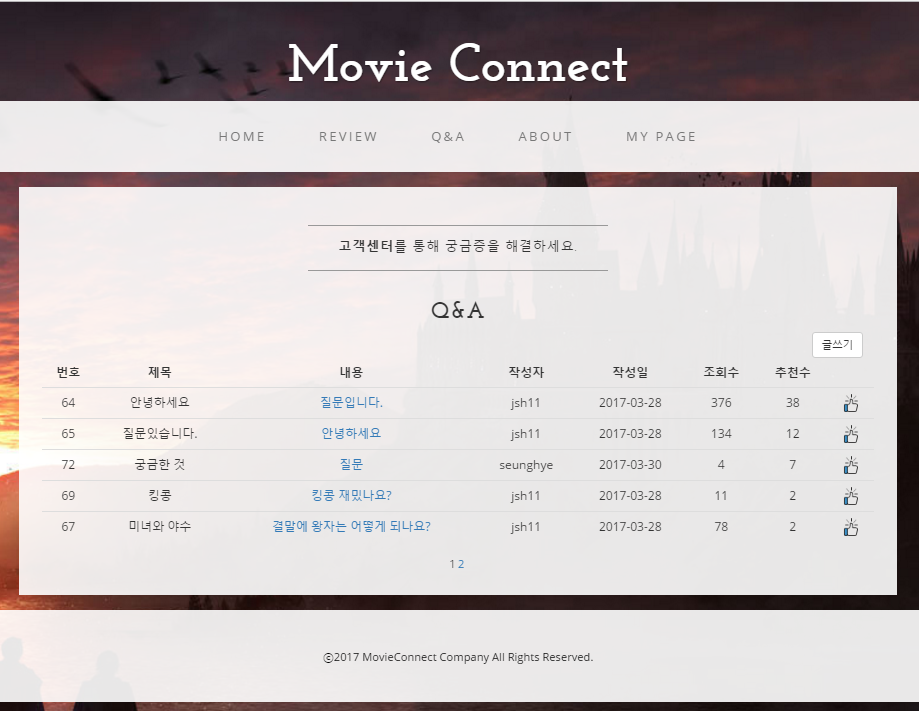 Movie Connect
HOME REVIEW Q&A ABOUT MY PAGE
고객센터를 통해 궁금증을 해결하세요.
Q&A
글쓰기
번호 제목 내용 작성자 작성일 조회수 추천수
64 안녕하세요 질문입니다. jsh11 2017-03-28 376 38
65 질문있습니다. 안녕하세요 jsh11 2017-03-28 134 12
72 궁금한 것 질문 seunghye 2017-03-30 4 7
69 킹콩 킹콩 재밌나요? jsh11 2017-03-28 11 2
67 미녀와 야수 결말에 왕자는 어떻게 되나요? jsh11 2017-03-28 78 2
1 2
©2017 MovieConnect Company All Rights Reserved.